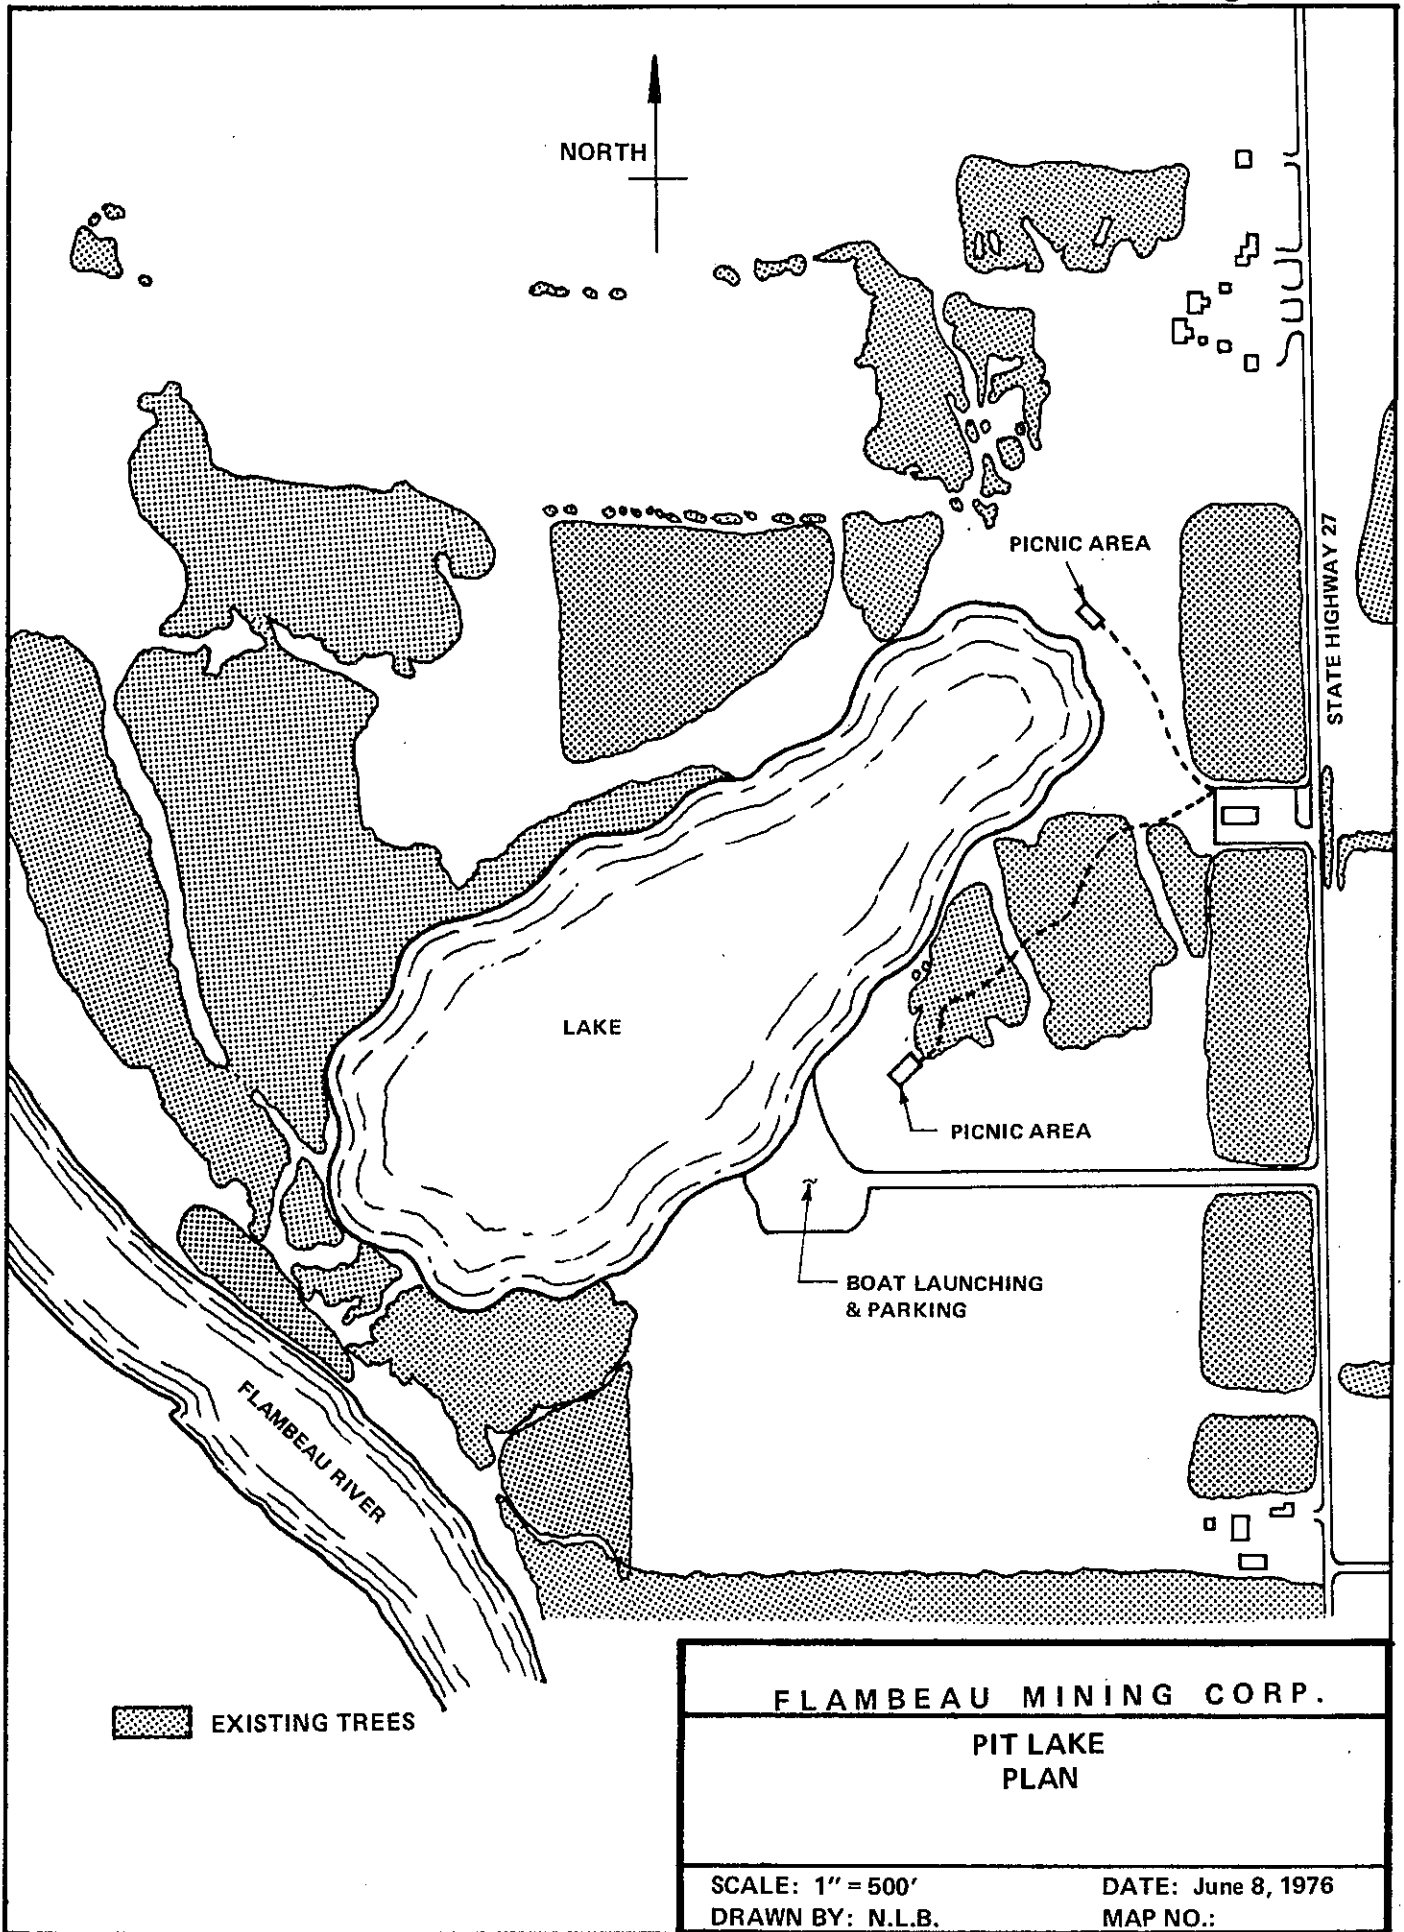 NORTH
PICNIC AREA
STATE HIGHWAY 27
LAKE
PICNIC AREA
BOAT LAUNCHING
& PARKING
FLAMBEAU RIVER
EXISTING TREES
FLAMBEAU MINING CORP.
PIT LAKE
PLAN
SCALE: 1" = 500'
DATE: June 8, 1976
DRAWN BY: N.L.B.
MAP NO.: